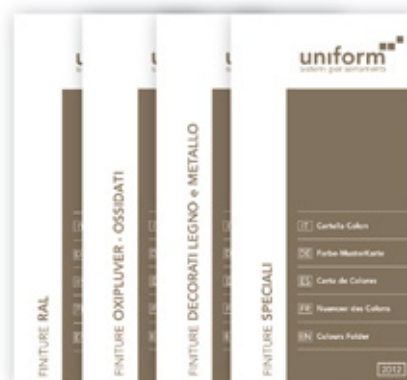 FINITURE RAL
FINITURE OXIPLUVER - OSSIDATI
FINITURE DECORATI LEGNO e METALLO
FINITURE SPECIALI
uniform
sistemi per serramenti
IT Cartella Colori
DE Farbe-Musterkarte
ES Carta de Colores
FR Nuancier des Colors
EN Colours Folder
2012